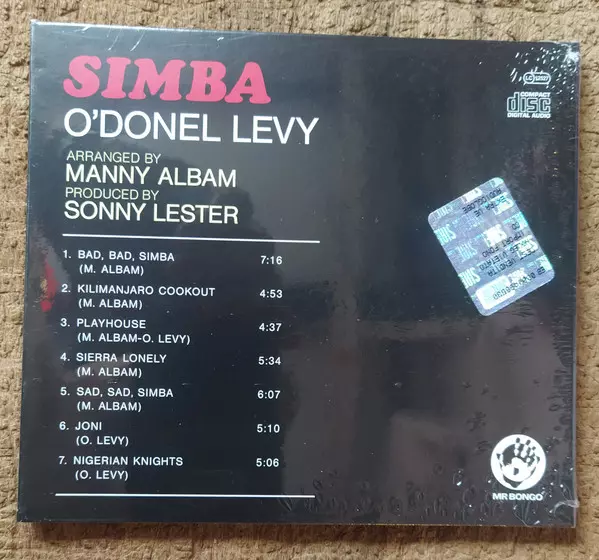 SIMBA
O'DONEL LEVY
ARRANGED BY
MANNY ALBAM
PRODUCED BY
SONNY LESTER
1. BAD, BAD, SIMBA 7:16
(M. ALBAM)
2. KILIMANJARO COOKOUT 4:53
(M. ALBAM)
3. PLAYHOUSE 4:37
(M. ALBAM-O. LEVY)
4. SIERRA LONELY 5:34
(M. ALBAM)
5. SAD, SAD, SIMBA 6:07
(M. ALBAM)
6. JONI 5:10
(O. LEVY)
7. NIGERIAN KNIGHTS 5:06
(O. LEVY)
COMPACT
disc
DIGITAL AUDIO
MR BONGO